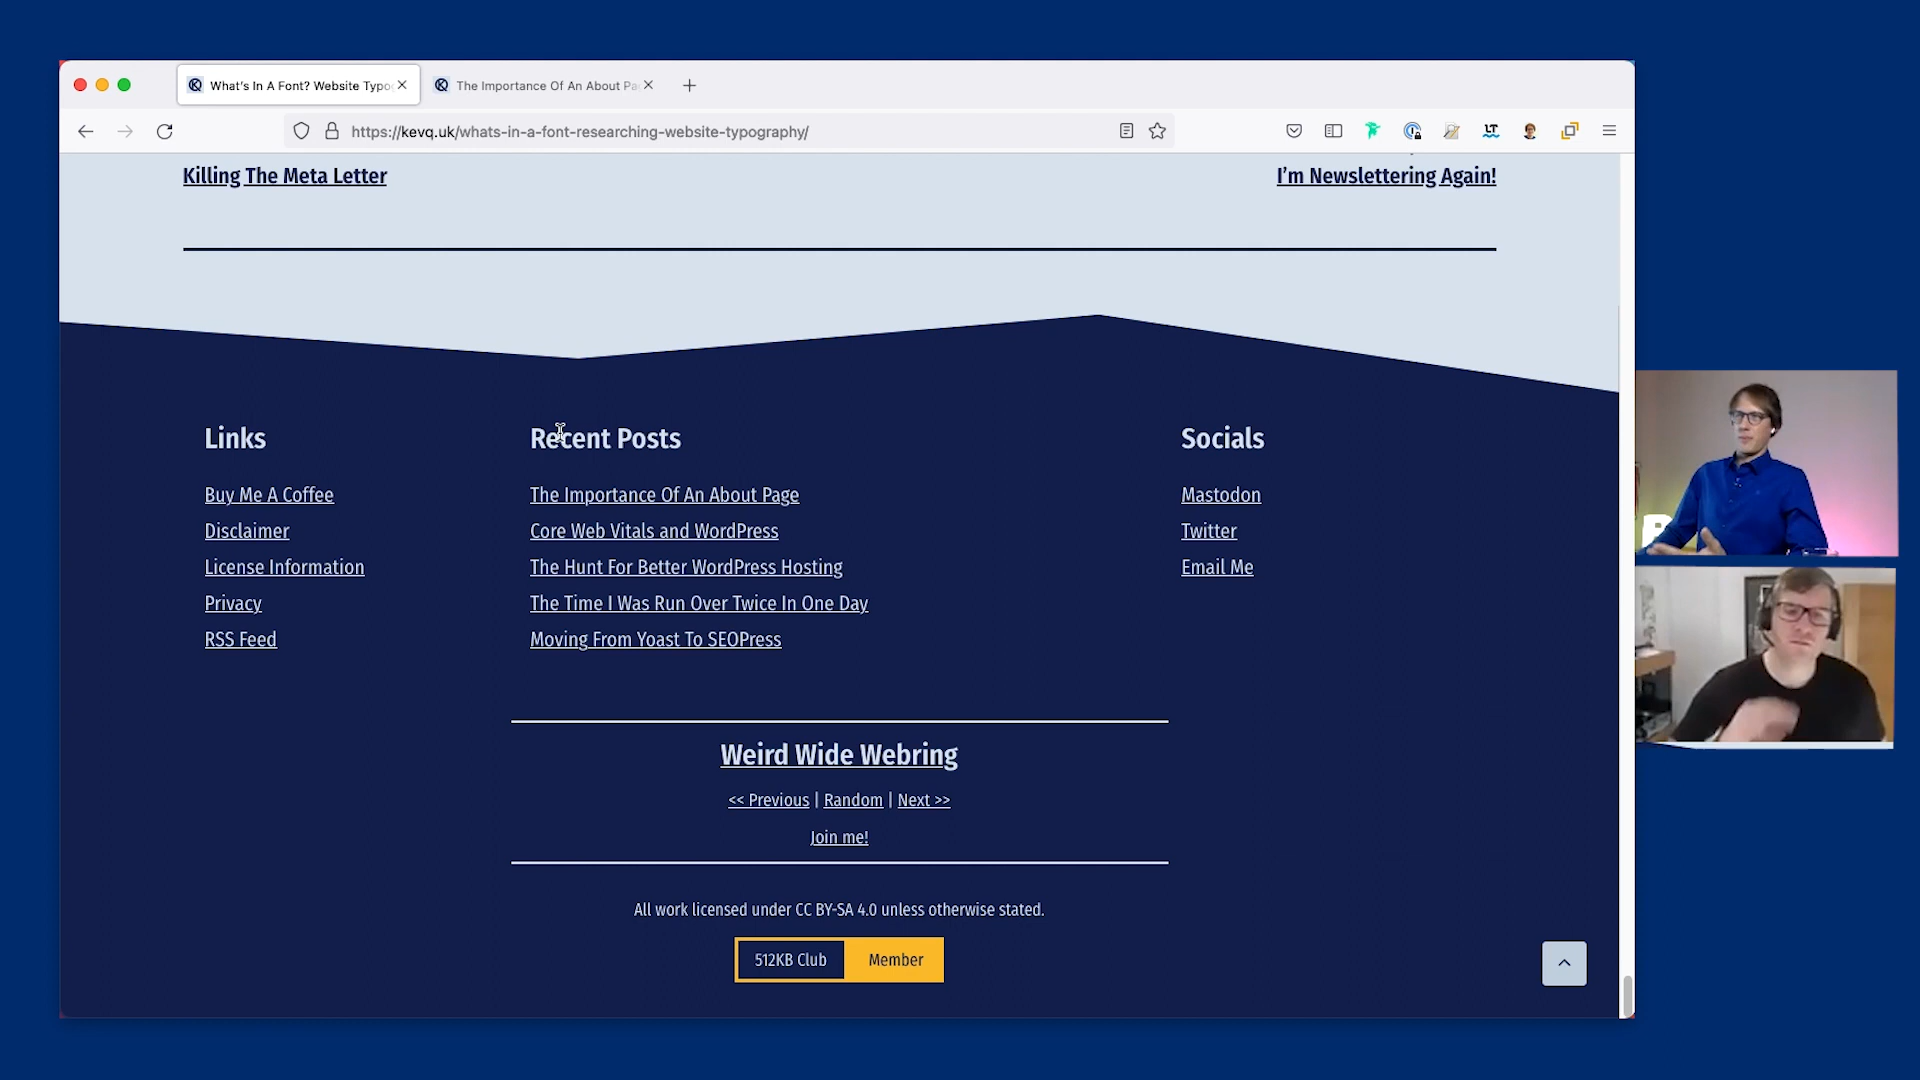 What's In A Font? Website Typo
The Importance Of An About Pa
https://kevq.uk/whats-in-a-font-researching-website-typography/
Killing The Meta Letter
I'm Newslettering Again!
Links
Buy Me A Coffee
Disclaimer
License Information
Privacy
RSS Feed
Recent Posts
The Importance Of An About Page
Core Web Vitals and WordPress
The Hunt For Better WordPress Hosting
The Time I Was Run Over Twice In One Day
Moving From Yoast To SEOPress
Socials
Mastodon
Twitter
Email Me
Weird Wide Webring
<< Previous | Random | Next >>
Join me!
All work licensed under CC BY-SA 4.0 unless otherwise stated.
512KB Club Member